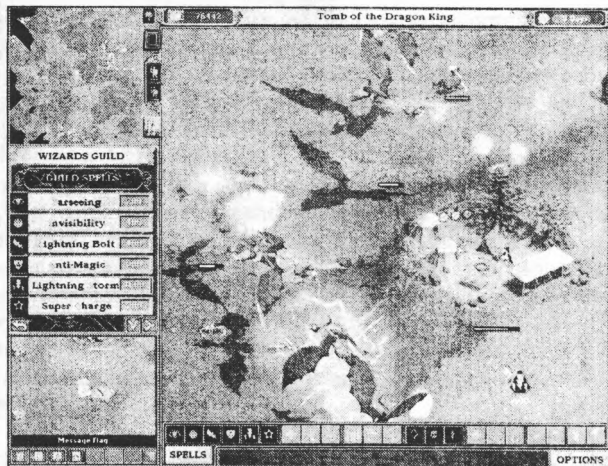 Tomb of the Dragon King
WIZARDS GUILD
GUILD SPELLS
arseeing
nvisibility
ightning Bolt
nti-Magic
Lightning torm
Super harge
Message flag
SPELLS
OPTIONS